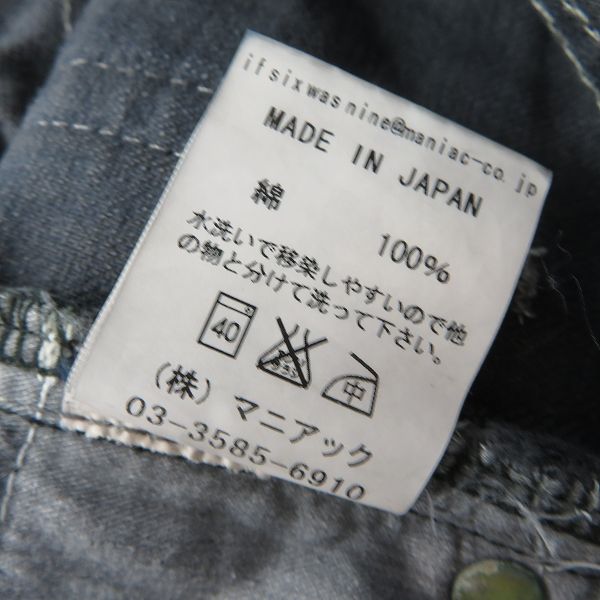 ifsixwasnine@maniac-co.jp
MADE IN JAPAN
綿 100%
水洗いで移染しやすいので他
の物と分けて洗って下さい。
40 中
(株) マニアック
03-3585-6910